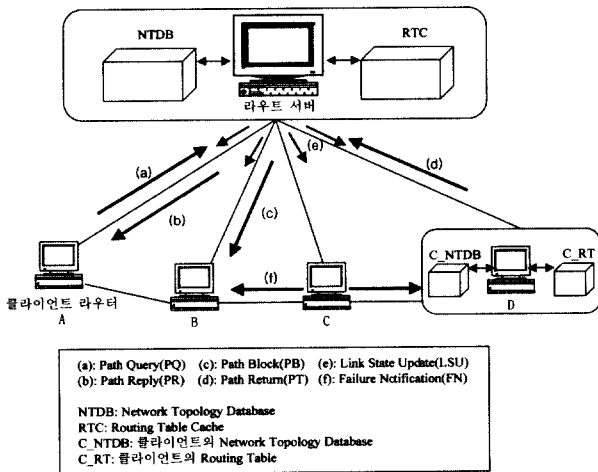 NTDB
RTC
라우트 서버
(a)
(b)
(c)
(e)
(d)
(f)
C_NTDB
C_RT
클라이언트 라우터
A
B
C
D
(a): Path Query(PQ) (c): Path Block(PB) (e): Link State Update(LSU)
(b): Path Reply(PR) (d): Path Return(PT) (f): Failure Notification(FN)
NTDB: Network Topology Database
RTC: Routing Table Cache
C_NTDB: 클라이언트의 Network Topology Database
C_RT: 클라이언트의 Routing Table